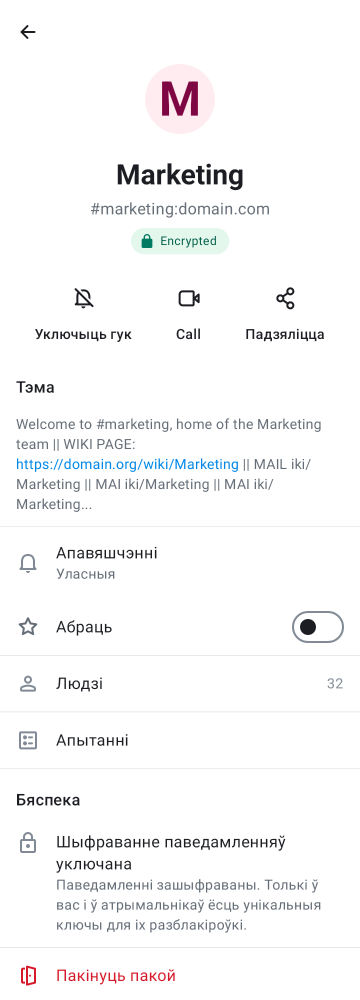 M
Marketing
#marketing:domain.com
Encrypted
Уключыць гук
Call
Падзяліцца
Тэма
Welcome to #marketing, home of the Marketing
team || WIKI PAGE:
https://domain.org/wiki/Marketing || MAIL iki/
Marketing || MAI iki/Marketing || MAI iki/
Marketing...
Апавяшчэнні
Уласныя
Абраць
Людзі
32
Апытанні
Бяспека
Шыфраванне паведамленняў
уключана
Паведамленні зашыфраваны. Толькі ў
вас і ў атрымальнікаў ёсць унікальныя
ключы для іх разблакіроўкі.
Пакінуць пакой